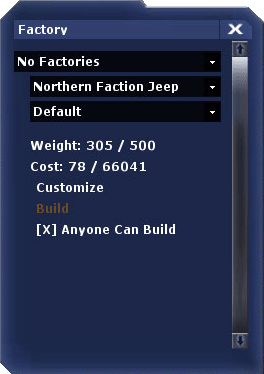 Factory
No Factories
Northern Faction Jeep
Default
Weight: 305 / 500
Cost: 78 / 66041
Customize
Build
[X] Anyone Can Build